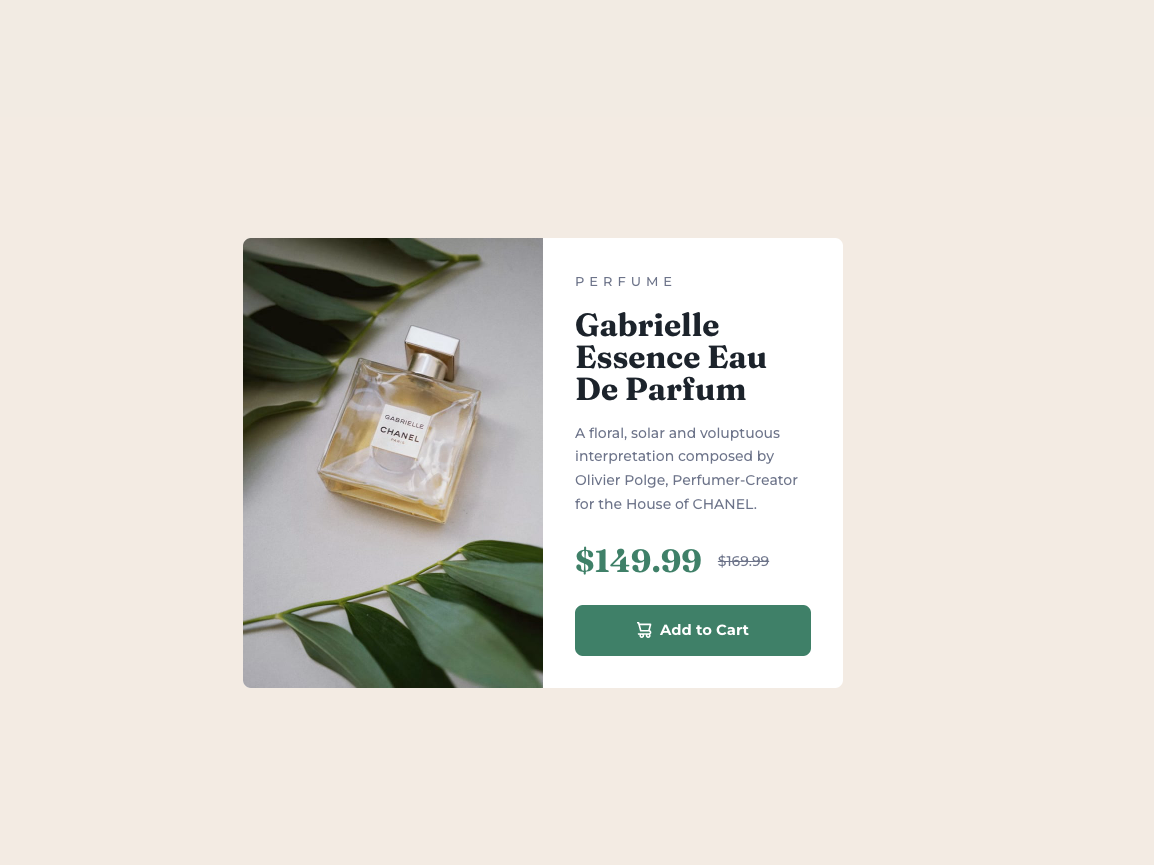 GABRIELLE
CHANEL
PARIS
PERFUME
Gabrielle
Essence Eau
De Parfum
A floral, solar and voluptuous
interpretation composed by
Olivier Polge, Perfumer-Creator
for the House of CHANEL.
$149.99 $169.99
Add to Cart